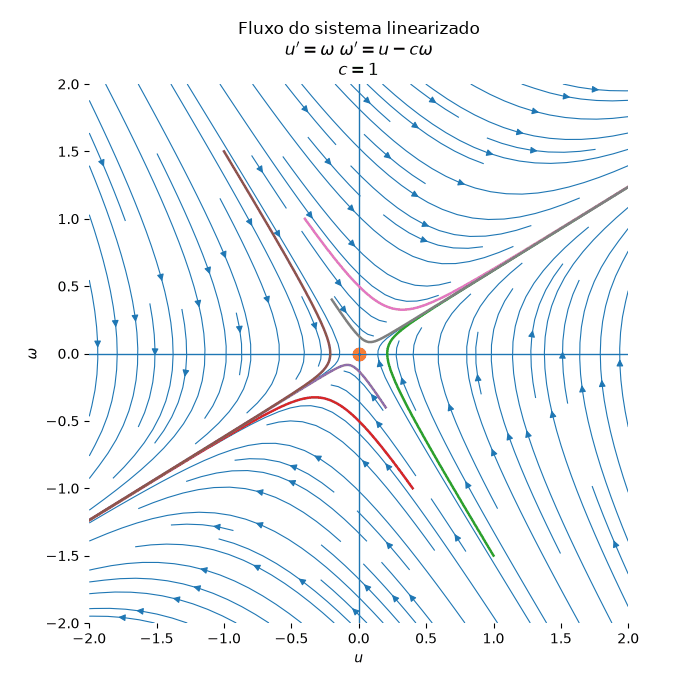 Fluxo do sistema linearizado
u′ = ω ω′ = u − cω
c = 1
2.0
1.5
1.0
0.5
0.0
−0.5
−1.0
−1.5
−2.0
ω
−2.0 −1.5 −1.0 −0.5 0.0 0.5 1.0 1.5 2.0
u